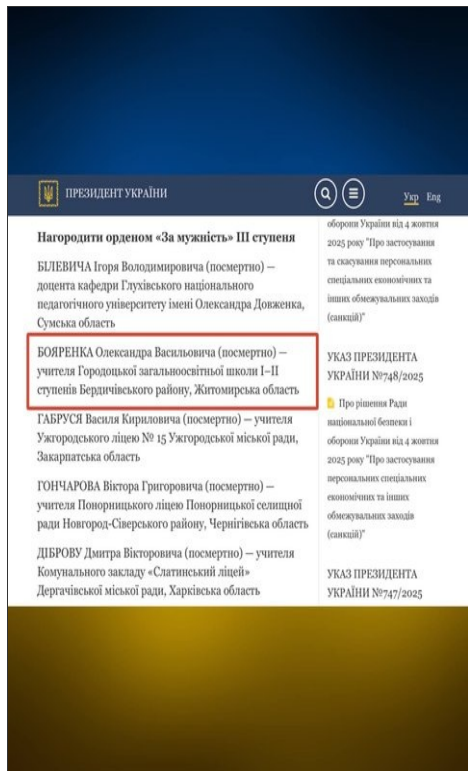 ПРЕЗИДЕНТ УКРАЇНИ
Укр Eng
Нагородити орденом «За мужність» III ступеня
БІЛЕВИЧА Ігоря Володимировича (посмертно) —
доцента кафедри Глухівського національного
педагогічного університету імені Олександра Довженка,
Сумська область
БОЯРЕНКА Олександра Васильовича (посмертно) —
учителя Городоцької загальноосвітньої школи I–II
ступенів Бердичівського району, Житомирська область
ГАБРУСЯ Василя Кириловича (посмертно) — учителя
Ужгородського ліцею № 15 Ужгородської міської ради,
Закарпатська область
ГОНЧАРОВА Віктора Григоровича (посмертно) —
учителя Понорницького ліцею Понорницької селищної
ради Новгород-Сіверського району, Чернігівська область
ДІБРОВУ Дмитра Вікторовича (посмертно) — учителя
Комунального закладу «Слатинський ліцей»
Дергачівської міської ради, Харківська область
оборони України від 4 жовтня
2025 року "Про застосування
та скасування персональних
спеціальних економічних та
інших обмежувальних заходів
(санкцій)"
УКАЗ ПРЕЗИДЕНТА
УКРАЇНИ №748/2025
Про рішення Ради
національної безпеки і
оборони України від 4 жовтня
2025 року "Про застосування
персональних спеціальних
економічних та інших
обмежувальних заходів
(санкцій)"
УКАЗ ПРЕЗИДЕНТА
УКРАЇНИ №747/2025